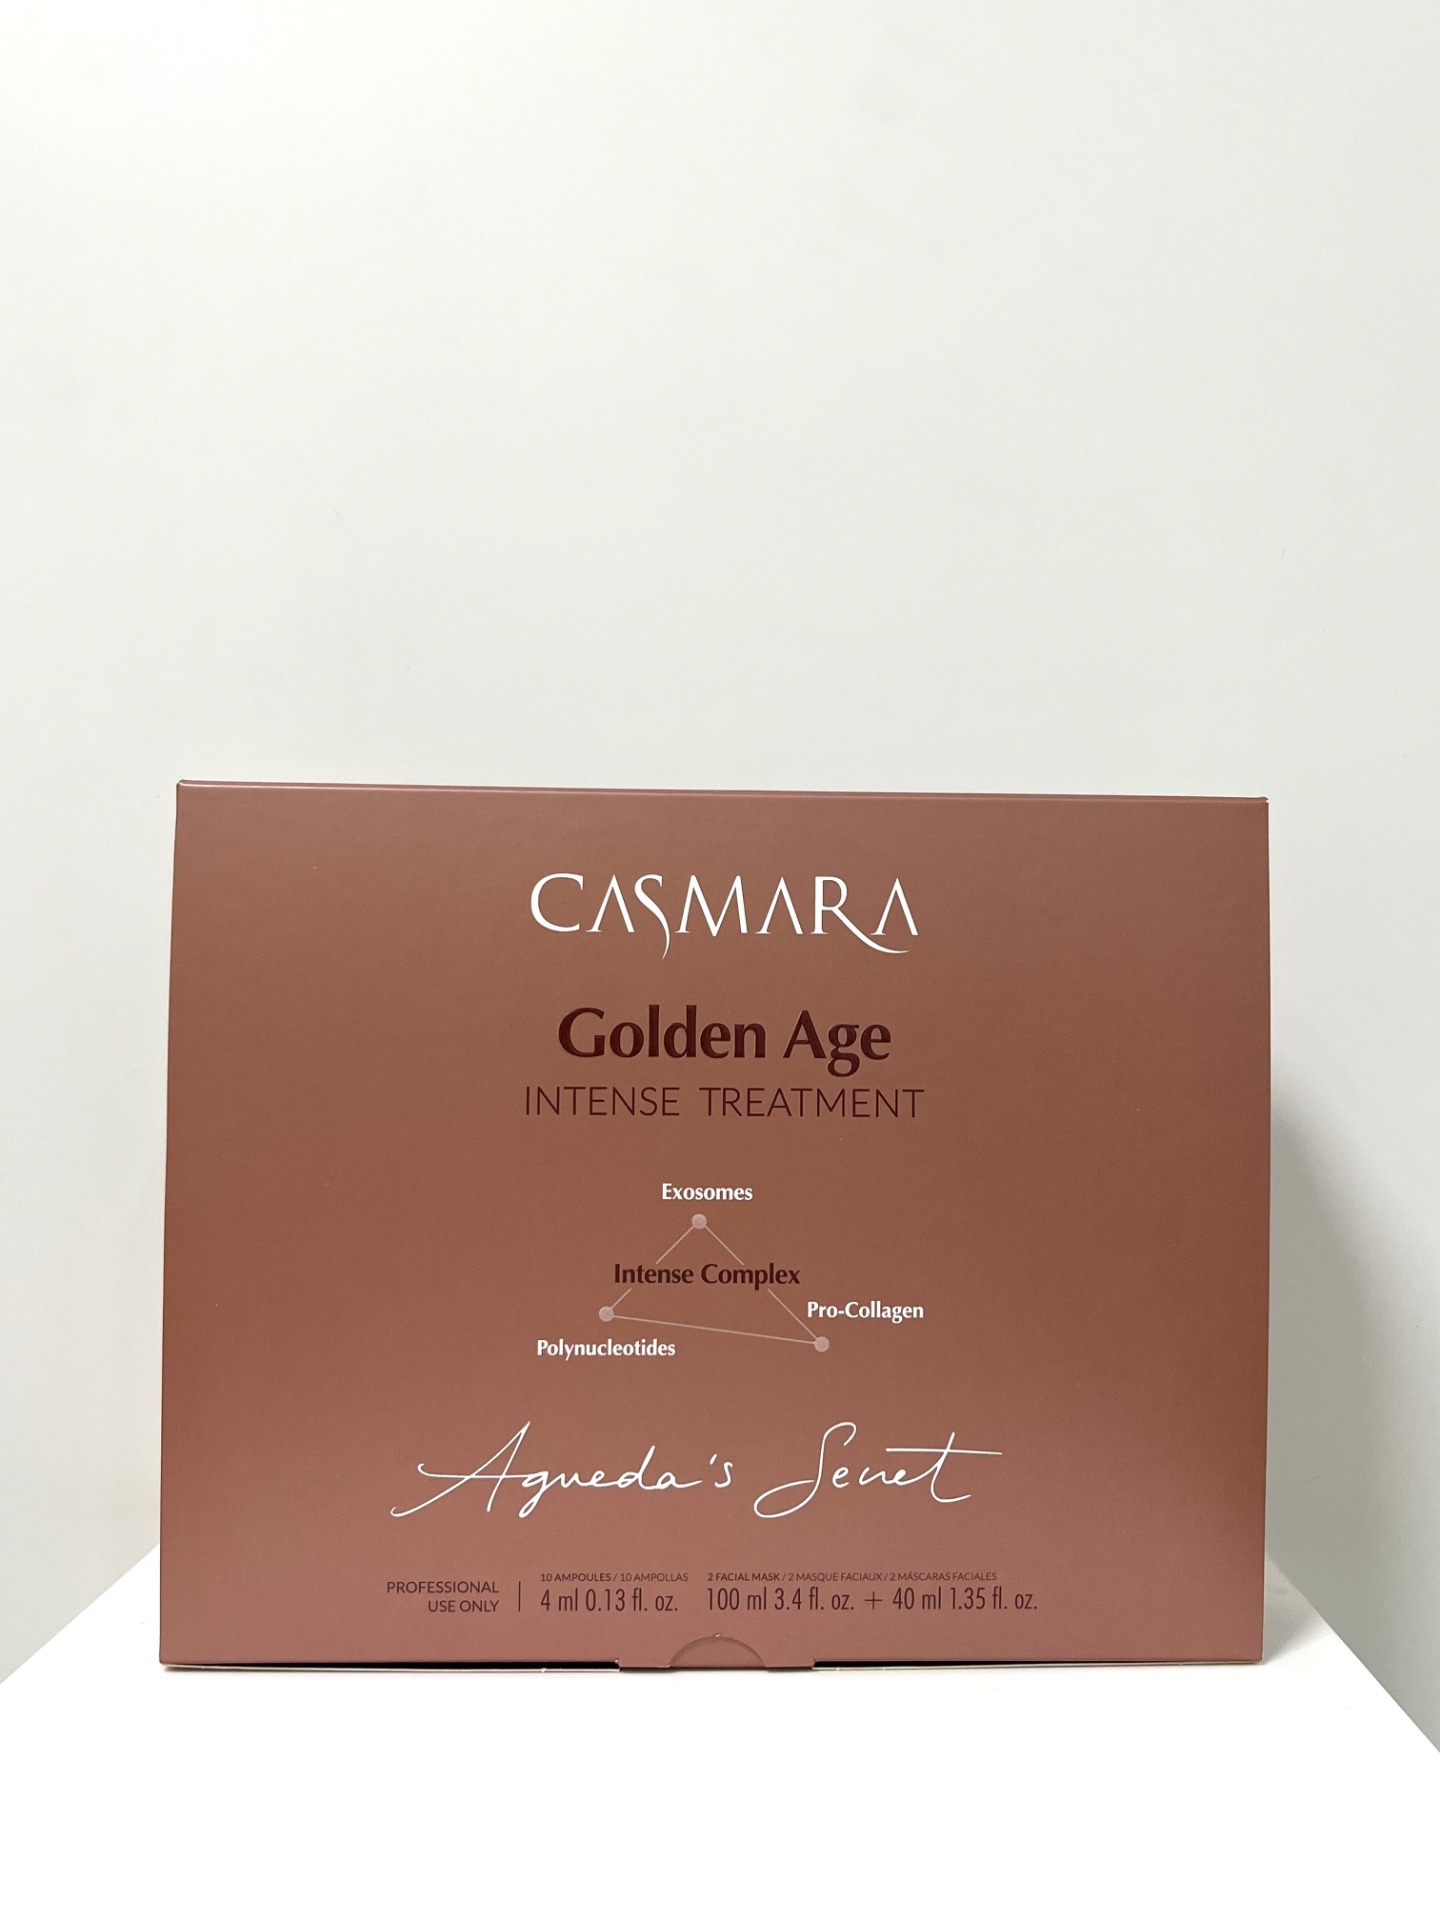 CASMARA
Golden Age
INTENSE TREATMENT
Exosomes
Intense Complex
Pro-Collagen
Polynucleotides
Agueda's Secret
PROFESSIONAL
USE ONLY
10 AMPOULES / 10 AMPOLLAS
4 ml 0.13 fl. oz.
2 FACIAL MASK / 2 MASQUE FACIAUX / 2 MÁSCARAS FACIALES
100 ml 3.4 fl. oz. + 40 ml 1.35 fl. oz.